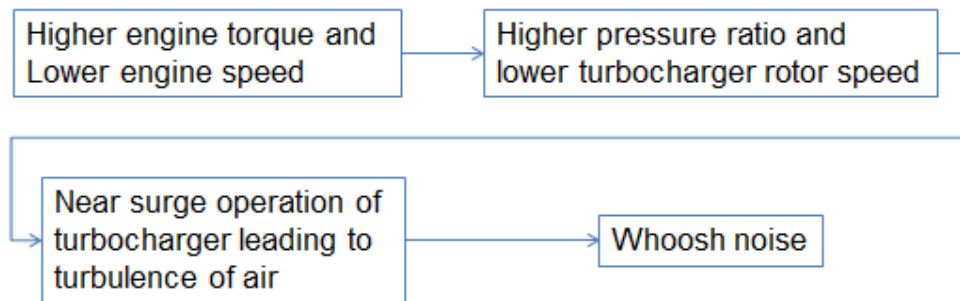 Higher engine torque and
Lower engine speed
Higher pressure ratio and
lower turbocharger rotor speed
Near surge operation of
turbocharger leading to
turbulence of air
Whoosh noise